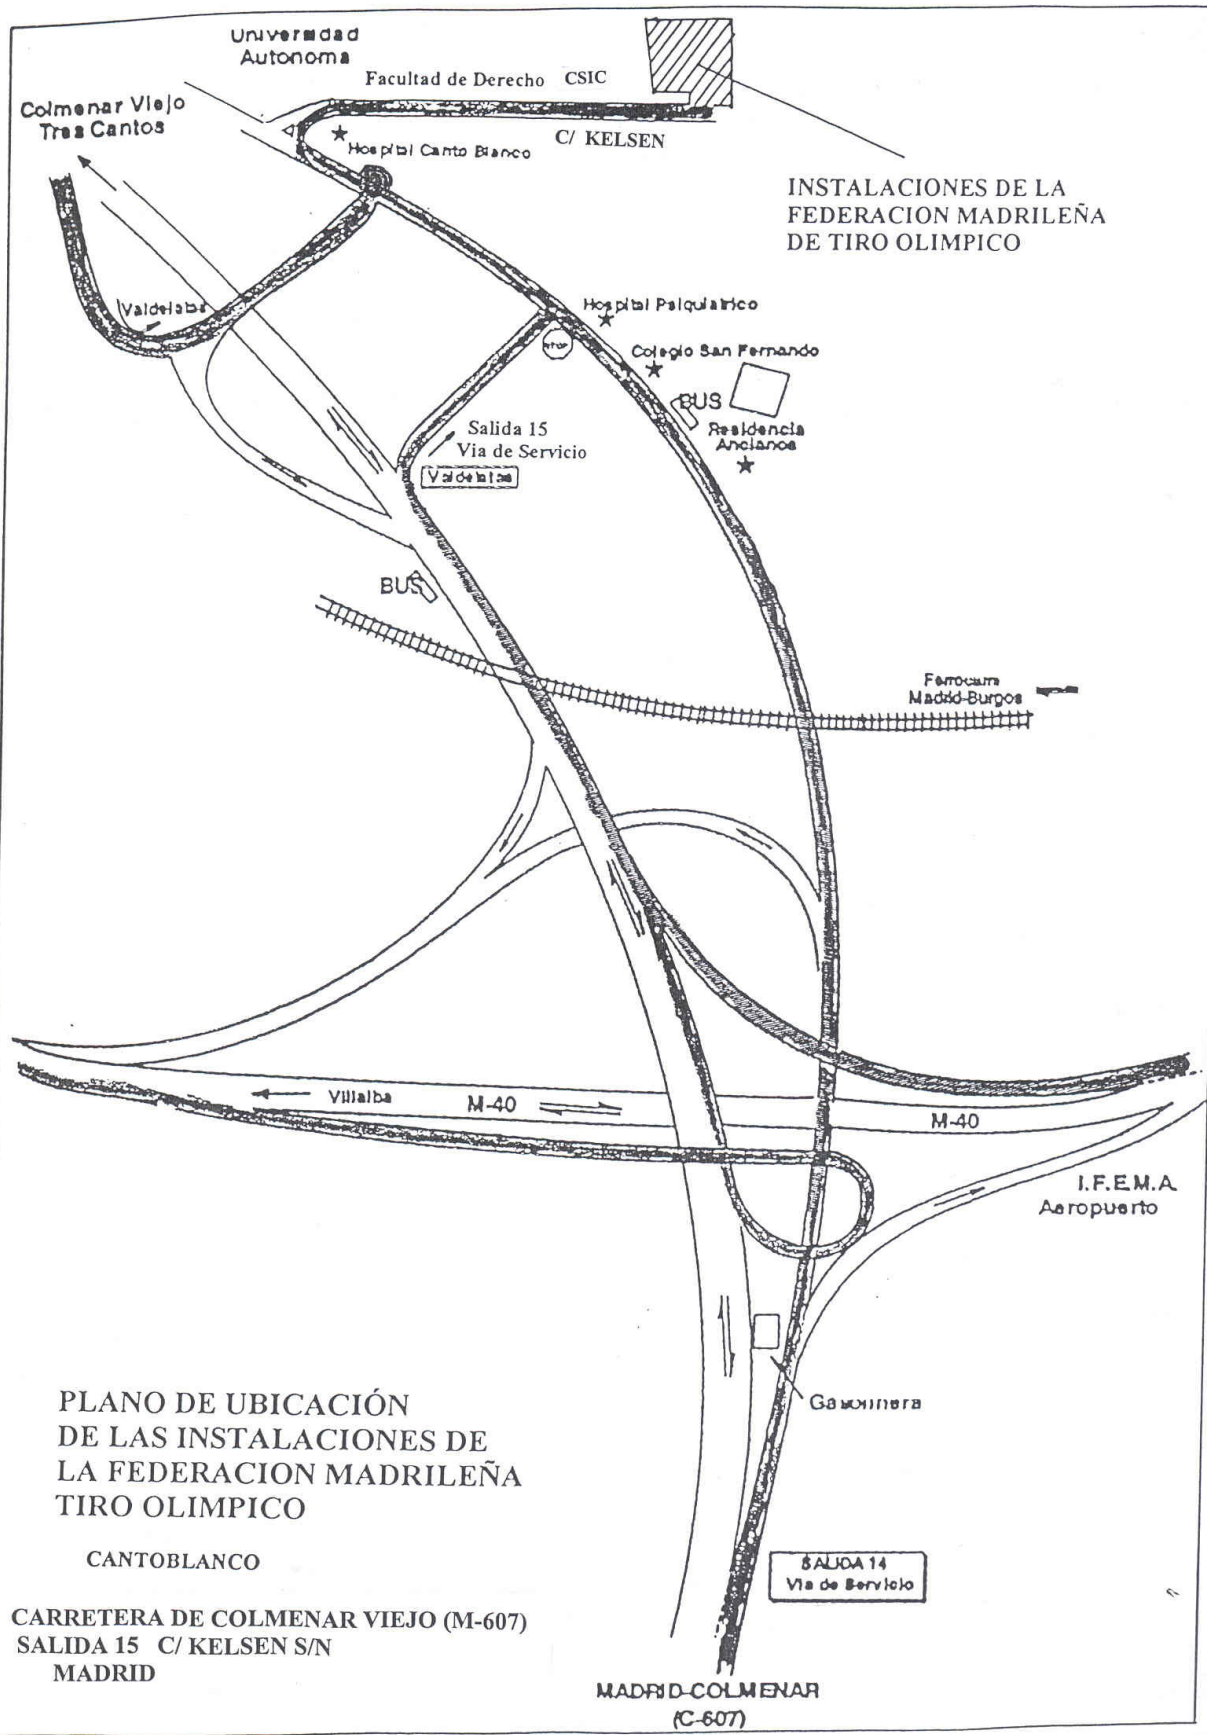 Universidad
Autonoma
Facultad de Derecho CSIC
Colmenar Viejo
Tres Cantos
C/ KELSEN
Hospital Canto Blanco
INSTALACIONES DE LA
FEDERACION MADRILEÑA
DE TIRO OLIMPICO
Hospital Psiquiatrico
STOP
Colegio San Fernando
BUS
Residencia
Ancianos
Salida 15
Via de Servicio
Valdelatas
BUS
Ferrocarri
Madrid-Burgos
Villalba
M-40
M-40
I.F.E.M.A.
Aeropuerto
Gasolinera
PLANO DE UBICACIÓN
DE LAS INSTALACIONES DE
LA FEDERACION MADRILEÑA
TIRO OLIMPICO
CANTOBLANCO
SALIDA 14
Via de Servicio
CARRETERA DE COLMENAR VIEJO (M-607)
SALIDA 15 C/ KELSEN S/N
MADRID
MADRID-COLMENAR
(C-607)